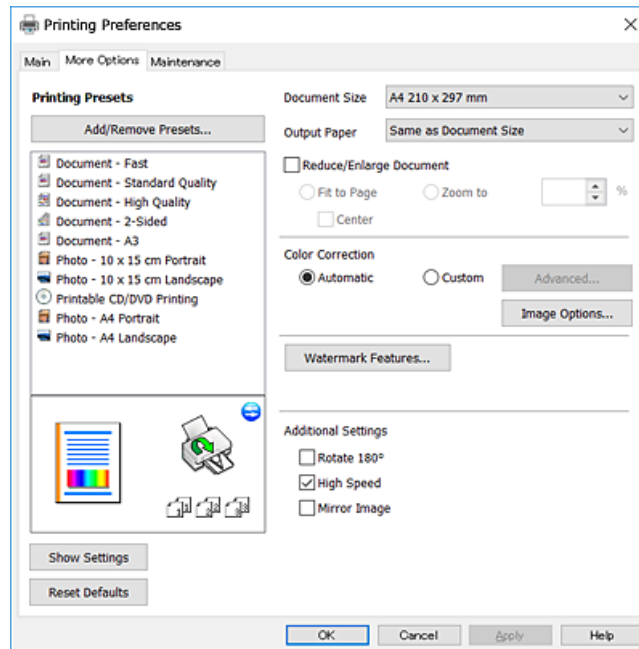 Printing Preferences
Main More Options Maintenance
Printing Presets
Add/Remove Presets...
Document - Fast
Document - Standard Quality
Document - High Quality
Document - 2-Sided
Document - A3
Photo - 10 x 15 cm Portrait
Photo - 10 x 15 cm Landscape
Printable CD/DVD Printing
Photo - A4 Portrait
Photo - A4 Landscape
Show Settings
Reset Defaults
Document Size A4 210 x 297 mm
Output Paper Same as Document Size
Reduce/Enlarge Document
Fit to Page Zoom to %
Center
Color Correction
Automatic Custom Advanced...
Image Options...
Watermark Features...
Additional Settings
Rotate 180°
High Speed
Mirror Image
OK Cancel Apply Help